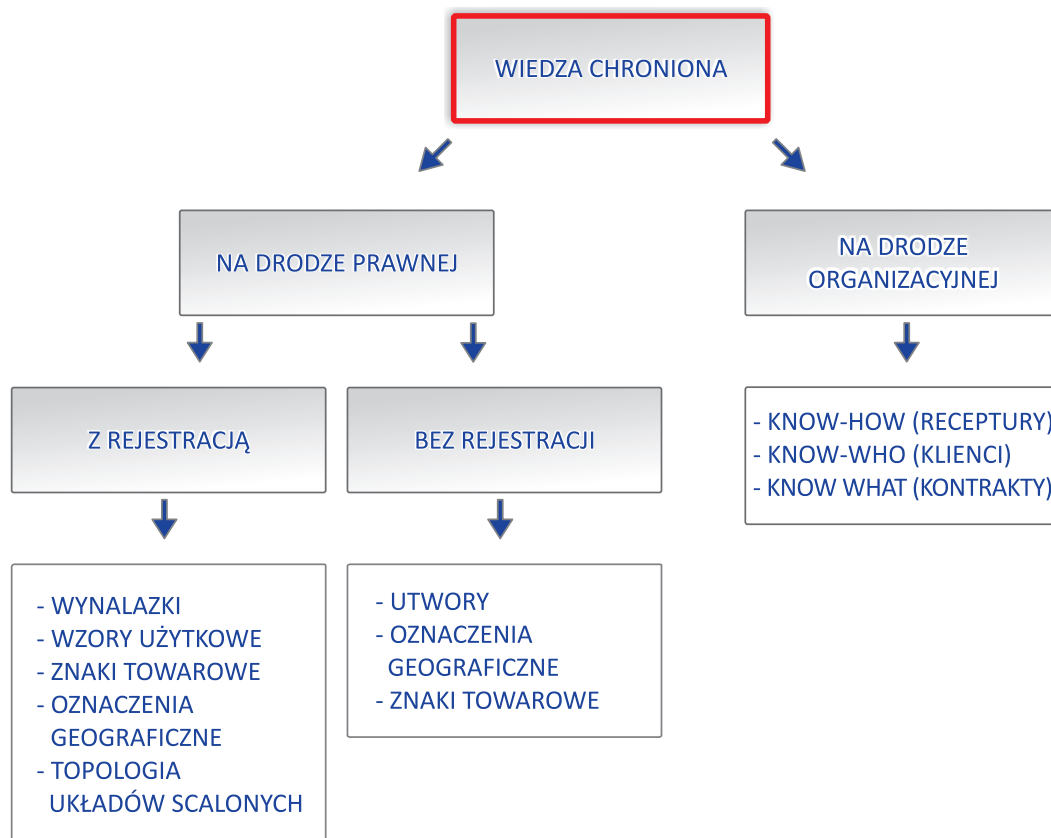 WIEDZA CHRONIONA
NA DRODZE PRAWNEJ
NA DRODZE
ORGANIZACYJNEJ
Z REJESTRACJĄ
BEZ REJESTRACJI
- KNOW-HOW (RECEPTURY)
- KNOW-WHO (KLIENCI)
- KNOW WHAT (KONTRAKTY)
- WYNALAZKI
- WZORY UŻYTKOWE
- ZNAKI TOWAROWE
- OZNACZENIA
GEOGRAFICZNE
- TOPOLOGIA
UKŁADÓW SCALONYCH
- UTWORY
- OZNACZENIA
GEOGRAFICZNE
- ZNAKI TOWAROWE